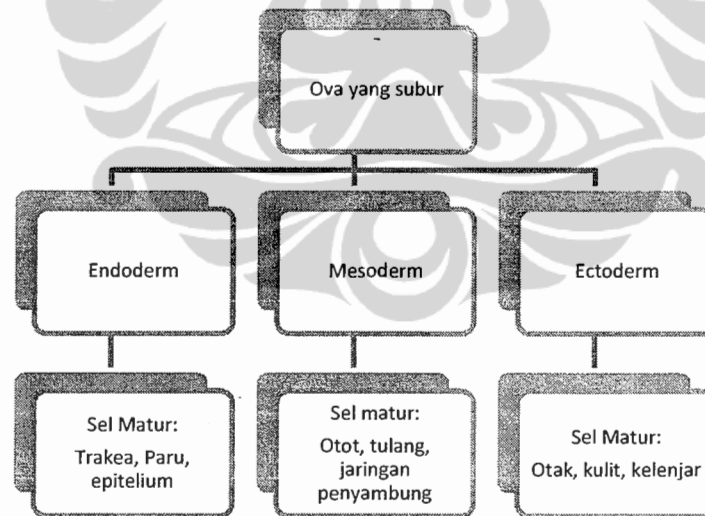 Ova yang subur
Endoderm
Mesoderm
Ectoderm
Sel Matur:
Trakea, Paru,
epitelium
Sel matur:
Otot, tulang,
jaringan
penyambung
Sel Matur:
Otak, kulit, kelenjar